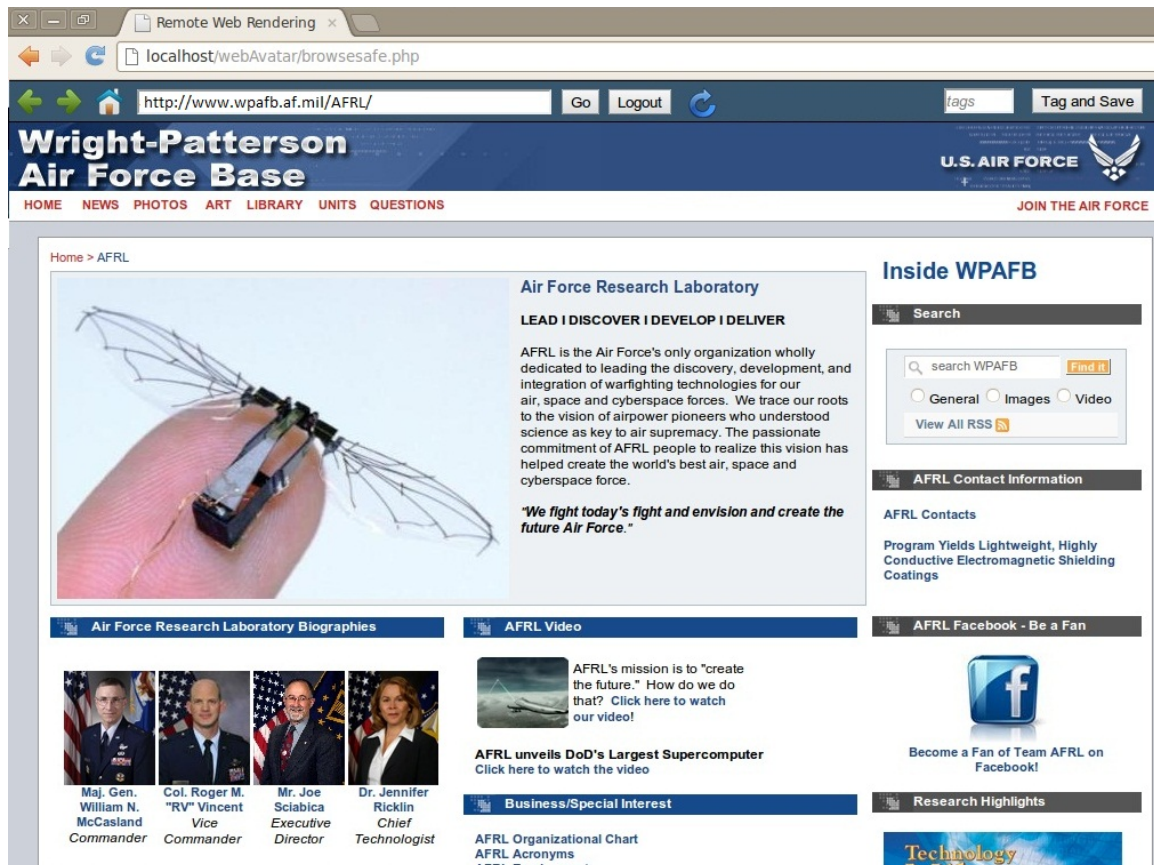 Remote Web Rendering
localhost/webAvatar/browsesafe.php
http://www.wpafb.af.mil/AFRL/
Go
Logout
tags
Tag and Save
Wright-Patterson
Air Force Base
U.S. AIR FORCE
HOME NEWS PHOTOS ART LIBRARY UNITS QUESTIONS
JOIN THE AIR FORCE
Home > AFRL
Air Force Research Laboratory
LEAD I DISCOVER I DEVELOP I DELIVER
AFRL is the Air Force's only organization wholly
dedicated to leading the discovery, development, and
integration of warfighting technologies for our
air, space and cyberspace forces. We trace our roots
to the vision of airpower pioneers who understood
science as key to air supremacy. The passionate
commitment of AFRL people to realize this vision has
helped create the world's best air, space and
cyberspace force.
"We fight today's fight and envision and create the
future Air Force."
Inside WPAFB
Search
search WPAFB
Find it
General Images Video
View All RSS
AFRL Contact Information
AFRL Contacts
Program Yields Lightweight, Highly
Conductive Electromagnetic Shielding
Coatings
Air Force Research Laboratory Biographies
Maj. Gen.
William N.
McCasland
Commander
Col. Roger M.
"RV" Vincent
Vice
Commander
Mr. Joe
Sciabica
Executive
Director
Dr. Jennifer
Ricklin
Chief
Technologist
AFRL Video
AFRL's mission is to "create
the future." How do we do
that? Click here to watch
our video!
AFRL unveils DoD's Largest Supercomputer
Click here to watch the video
Business/Special Interest
AFRL Organizational Chart
AFRL Acronyms
AFRL Facebook - Be a Fan
f
Become a Fan of Team AFRL on
Facebook!
Research Highlights
Technology